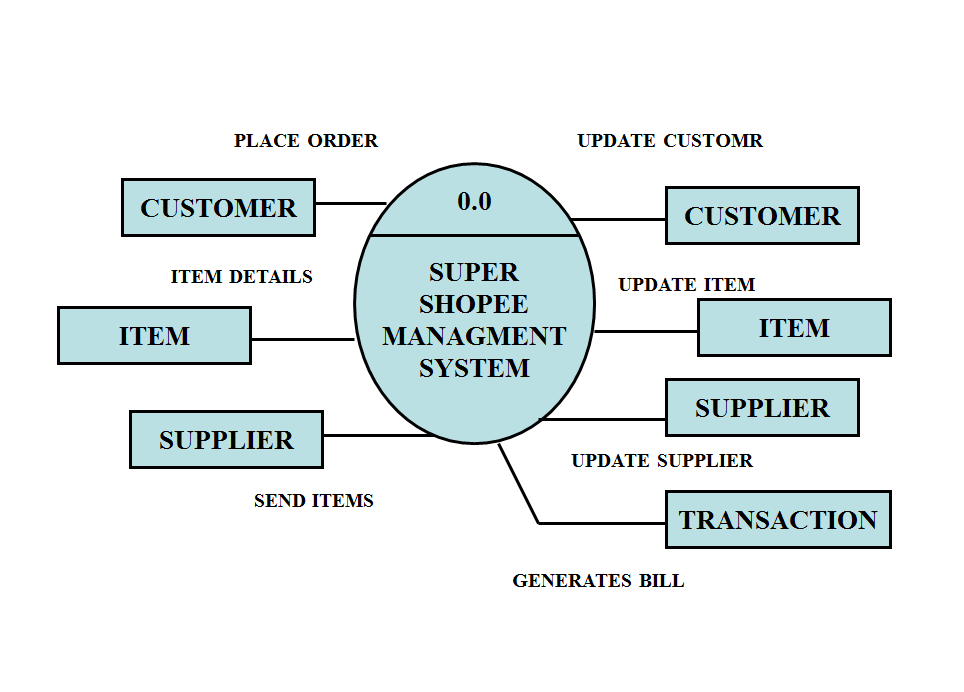 PLACE ORDER
UPDATE CUSTOMR
CUSTOMER
0.0
CUSTOMER
ITEM DETAILS
SUPER
SHOPEE
MANAGMENT
SYSTEM
UPDATE ITEM
ITEM
ITEM
SUPPLIER
SUPPLIER
UPDATE SUPPLIER
SEND ITEMS
TRANSACTION
GENERATES BILL